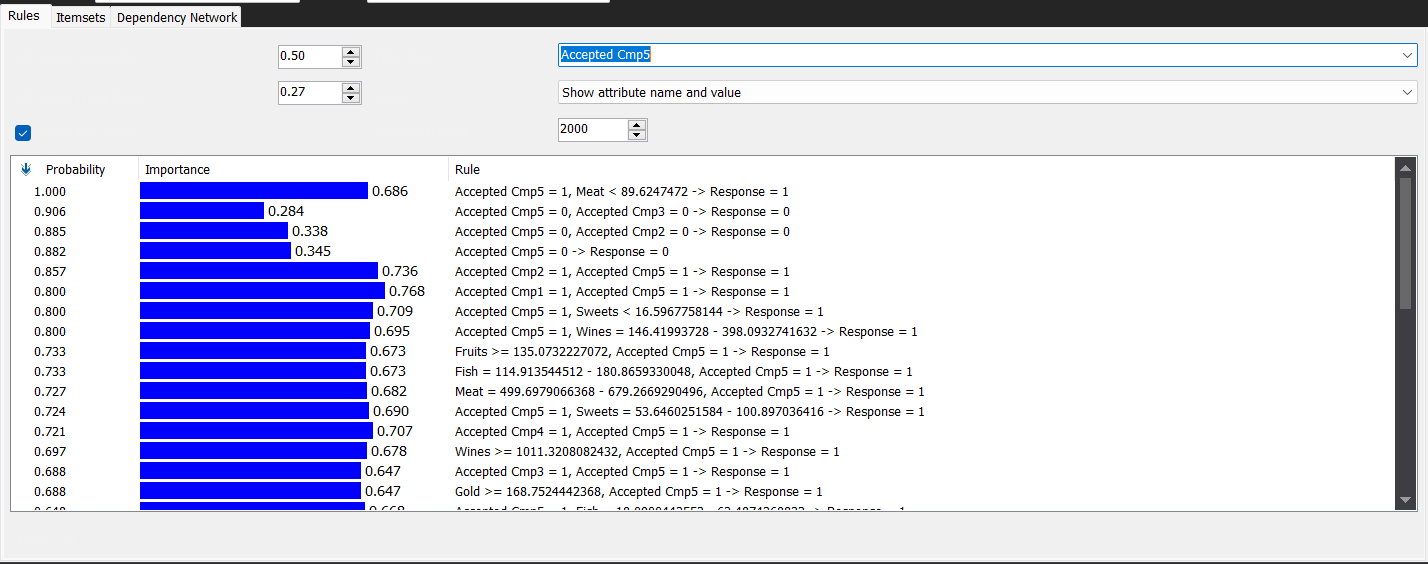 Rules Itemsets Dependency Network
0.50 Accepted Cmp5
0.27 Show attribute name and value
2000
Probability Importance Rule
1.000 0.686 Accepted Cmp5 = 1, Meat < 89.6247472 -> Response = 1
0.906 0.284 Accepted Cmp5 = 0, Accepted Cmp3 = 0 -> Response = 0
0.885 0.338 Accepted Cmp5 = 0, Accepted Cmp2 = 0 -> Response = 0
0.882 0.345 Accepted Cmp5 = 0 -> Response = 0
0.857 0.736 Accepted Cmp2 = 1, Accepted Cmp5 = 1 -> Response = 1
0.800 0.768 Accepted Cmp1 = 1, Accepted Cmp5 = 1 -> Response = 1
0.800 0.709 Accepted Cmp5 = 1, Sweets < 16.5967758144 -> Response = 1
0.800 0.695 Accepted Cmp5 = 1, Wines = 146.41993728 - 398.0932741632 -> Response = 1
0.733 0.673 Fruits >= 135.0732227072, Accepted Cmp5 = 1 -> Response = 1
0.733 0.673 Fish = 114.913544512 - 180.8659330048, Accepted Cmp5 = 1 -> Response = 1
0.727 0.682 Meat = 499.6979066368 - 679.2669290496, Accepted Cmp5 = 1 -> Response = 1
0.724 0.690 Accepted Cmp5 = 1, Sweets = 53.6460251584 - 100.897036416 -> Response = 1
0.721 0.707 Accepted Cmp4 = 1, Accepted Cmp5 = 1 -> Response = 1
0.697 0.678 Wines >= 1011.3208082432, Accepted Cmp5 = 1 -> Response = 1
0.688 0.647 Accepted Cmp3 = 1, Accepted Cmp5 = 1 -> Response = 1
0.688 0.647 Gold >= 168.7524442368, Accepted Cmp5 = 1 -> Response = 1